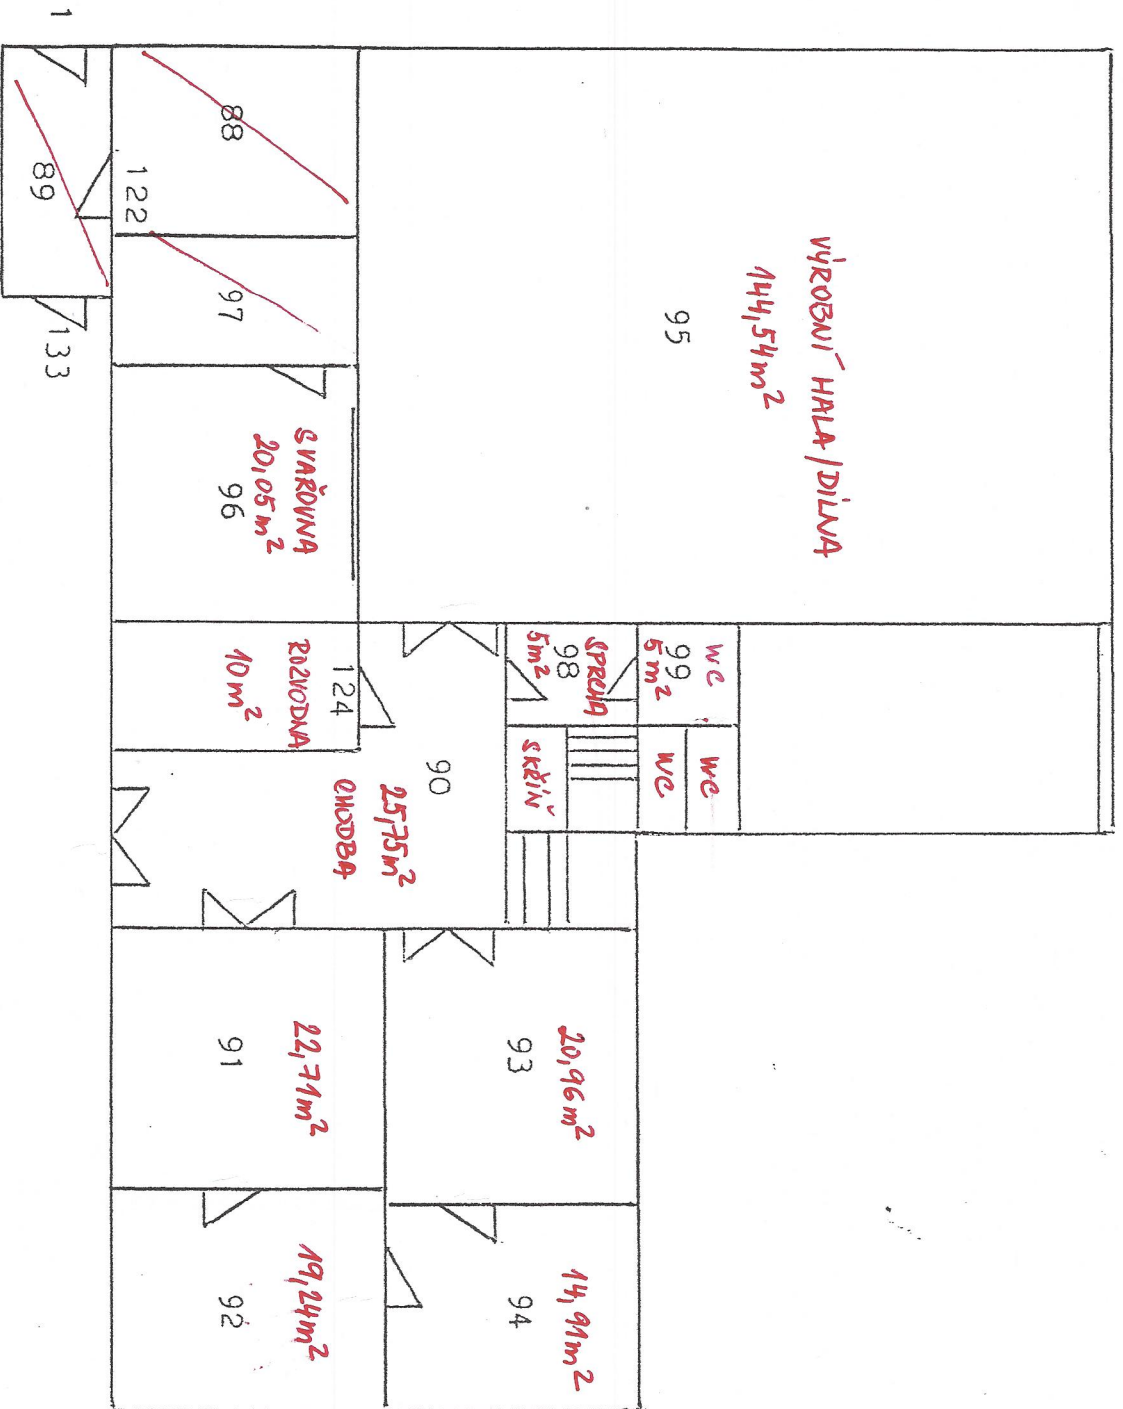 1
VÝROBNÍ HALA/DÍLNA
144,54m²
95
88
122
89
97
133
SVAŘOVNA
20,05m²
96
WC
99
5m²
SPRCHA
98
5m²
124
ROZVODNA
10m²
WC
WC
SKŘÍŇ
90
25,75m²
CHODBA
20,96m²
93
22,71m²
91
14,91m²
94
19,24m²
92